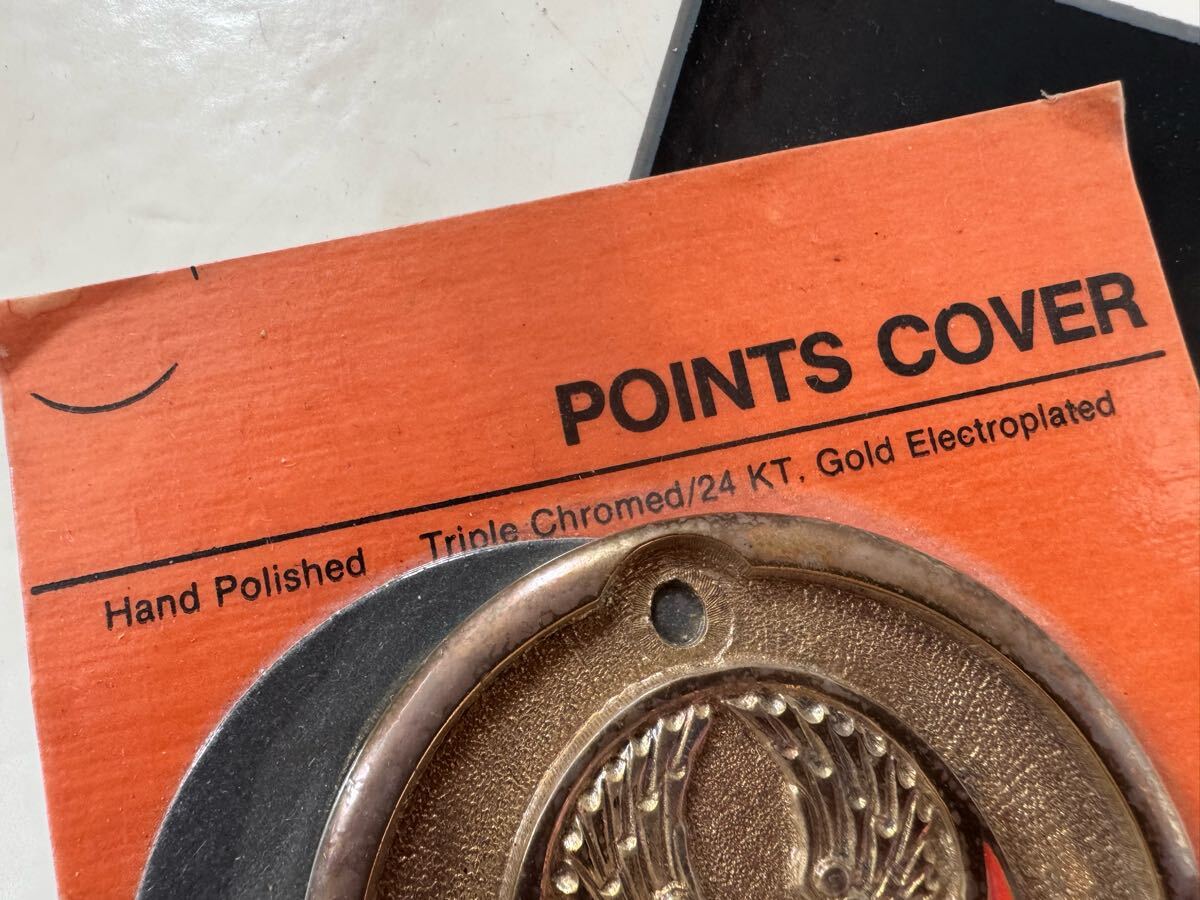 POINTS COVER
Hand Polished Triple Chromed/24 KT. Gold Electroplated